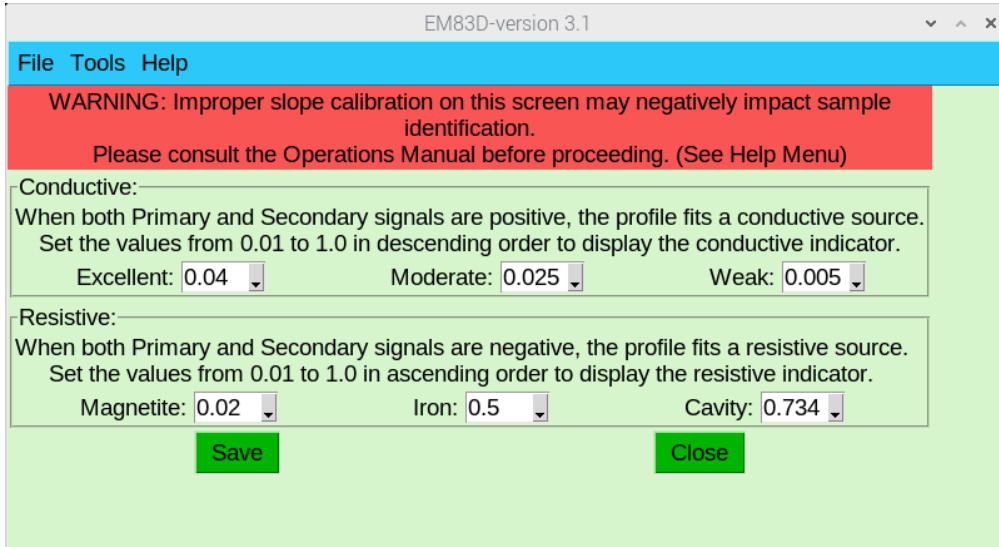 EM83D-version 3.1
File Tools Help
WARNING: Improper slope calibration on this screen may negatively impact sample
identification.
Please consult the Operations Manual before proceeding. (See Help Menu)
Conductive:
When both Primary and Secondary signals are positive, the profile fits a conductive source.
Set the values from 0.01 to 1.0 in descending order to display the conductive indicator.
Excellent: 0.04 Moderate: 0.025 Weak: 0.005
Resistive:
When both Primary and Secondary signals are negative, the profile fits a resistive source.
Set the values from 0.01 to 1.0 in ascending order to display the resistive indicator.
Magnetite: 0.02 Iron: 0.5 Cavity: 0.734
Save Close